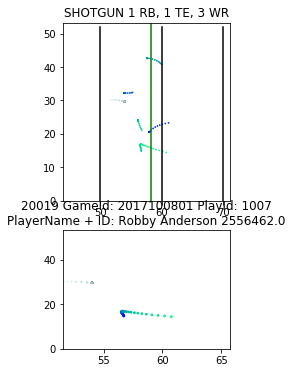 SHOTGUN 1 RB, 1 TE, 3 WR
50
40
30
20
10
0
50 60 70
20019 GameId: 2017100801 PlayId: 1007
PlayerName + ID: Robby Anderson 2556462.0
40
20
0
55 60 65